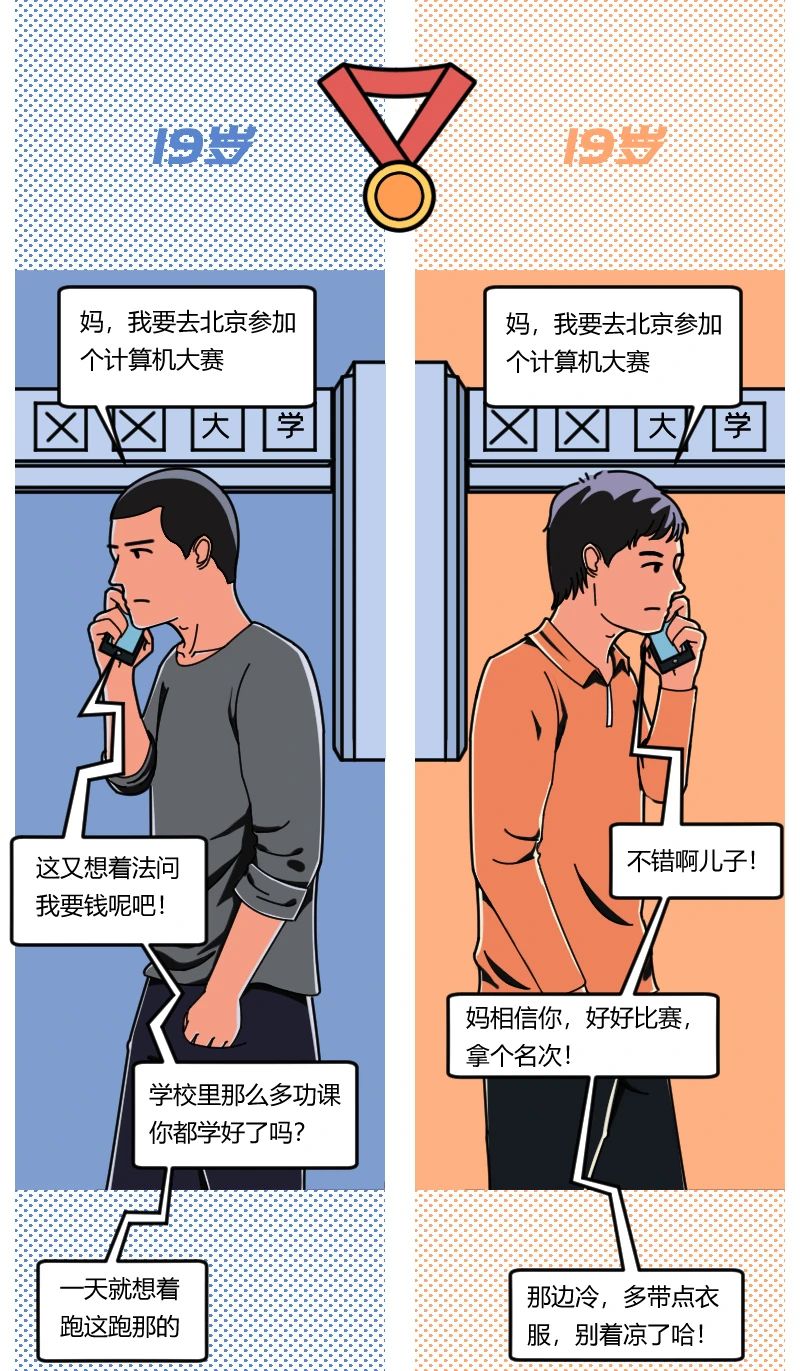 19岁
妈，我要去北京参加
个计算机大赛
大学
这又想着法问
我要钱呢吧！
学校里那么多功课
你都学好了吗？
一天就想着
跑这跑那的
19岁
妈，我要去北京参加
个计算机大赛
大学
不错啊儿子！
妈相信你，好好比赛，
拿个名次！
那边冷，多带点衣
服，别着凉了哈！